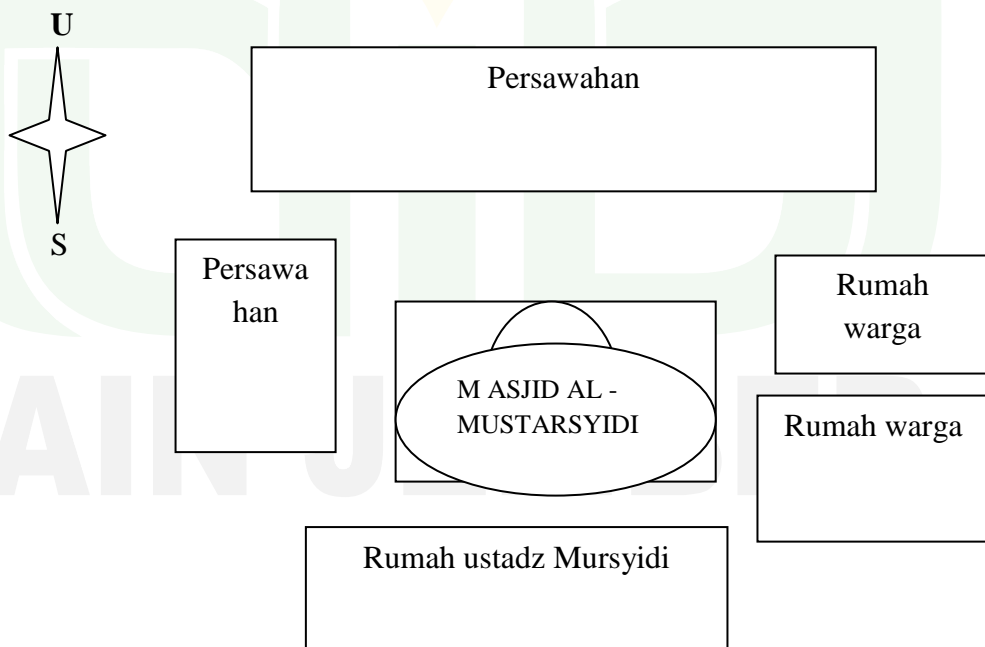 U
Persawahan
S
Persawa
han
Rumah
warga
M ASJID AL -
MUSTARSYIDI
Rumah warga
Rumah ustadz Mursyidi